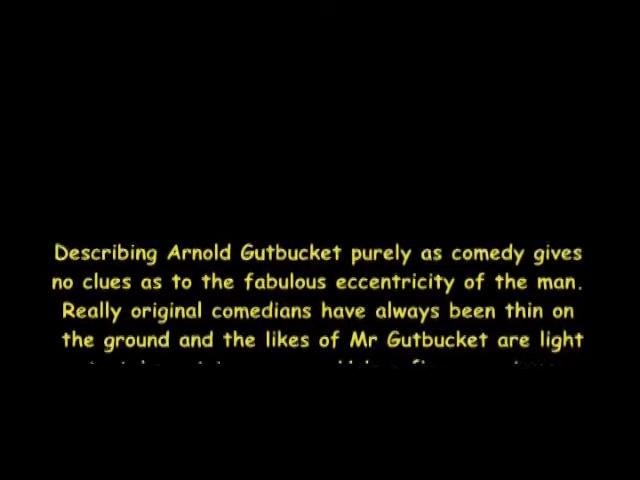 Describing Arnold Gutbucket purely as comedy gives
no clues as to the fabulous eccentricity of the man.
Really original comedians have always been thin on
the ground and the likes of Mr Gutbucket are light